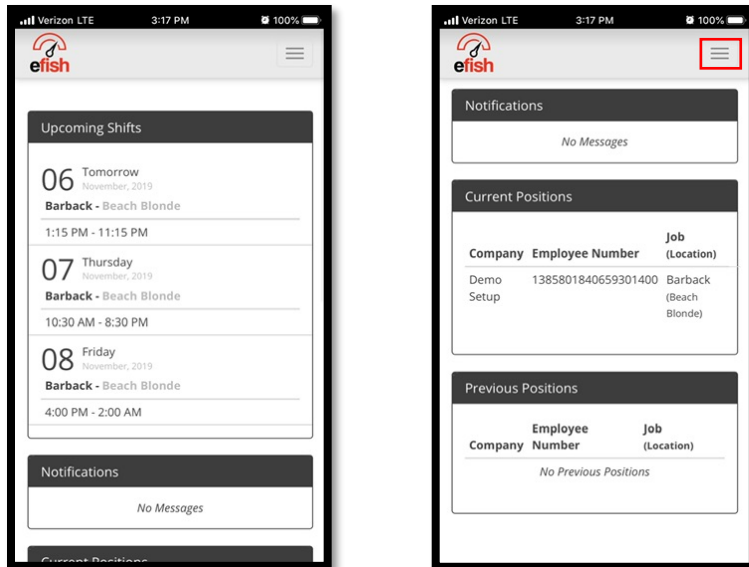 Verizon LTE 3:17 PM 100%
efish
Upcoming Shifts
06 Tomorrow
November, 2019
Barback - Beach Blonde
1:15 PM - 11:15 PM
07 Thursday
November, 2019
Barback - Beach Blonde
10:30 AM - 8:30 PM
08 Friday
November, 2019
Barback - Beach Blonde
4:00 PM - 2:00 AM
Notifications
No Messages
Current Positions
Verizon LTE 3:17 PM 100%
efish
Notifications
No Messages
Current Positions
Job
Company Employee Number (Location)
Demo 1385801840659301400 Barback
Setup (Beach
Blonde)
Previous Positions
Employee Job
Company Number (Location)
No Previous Positions